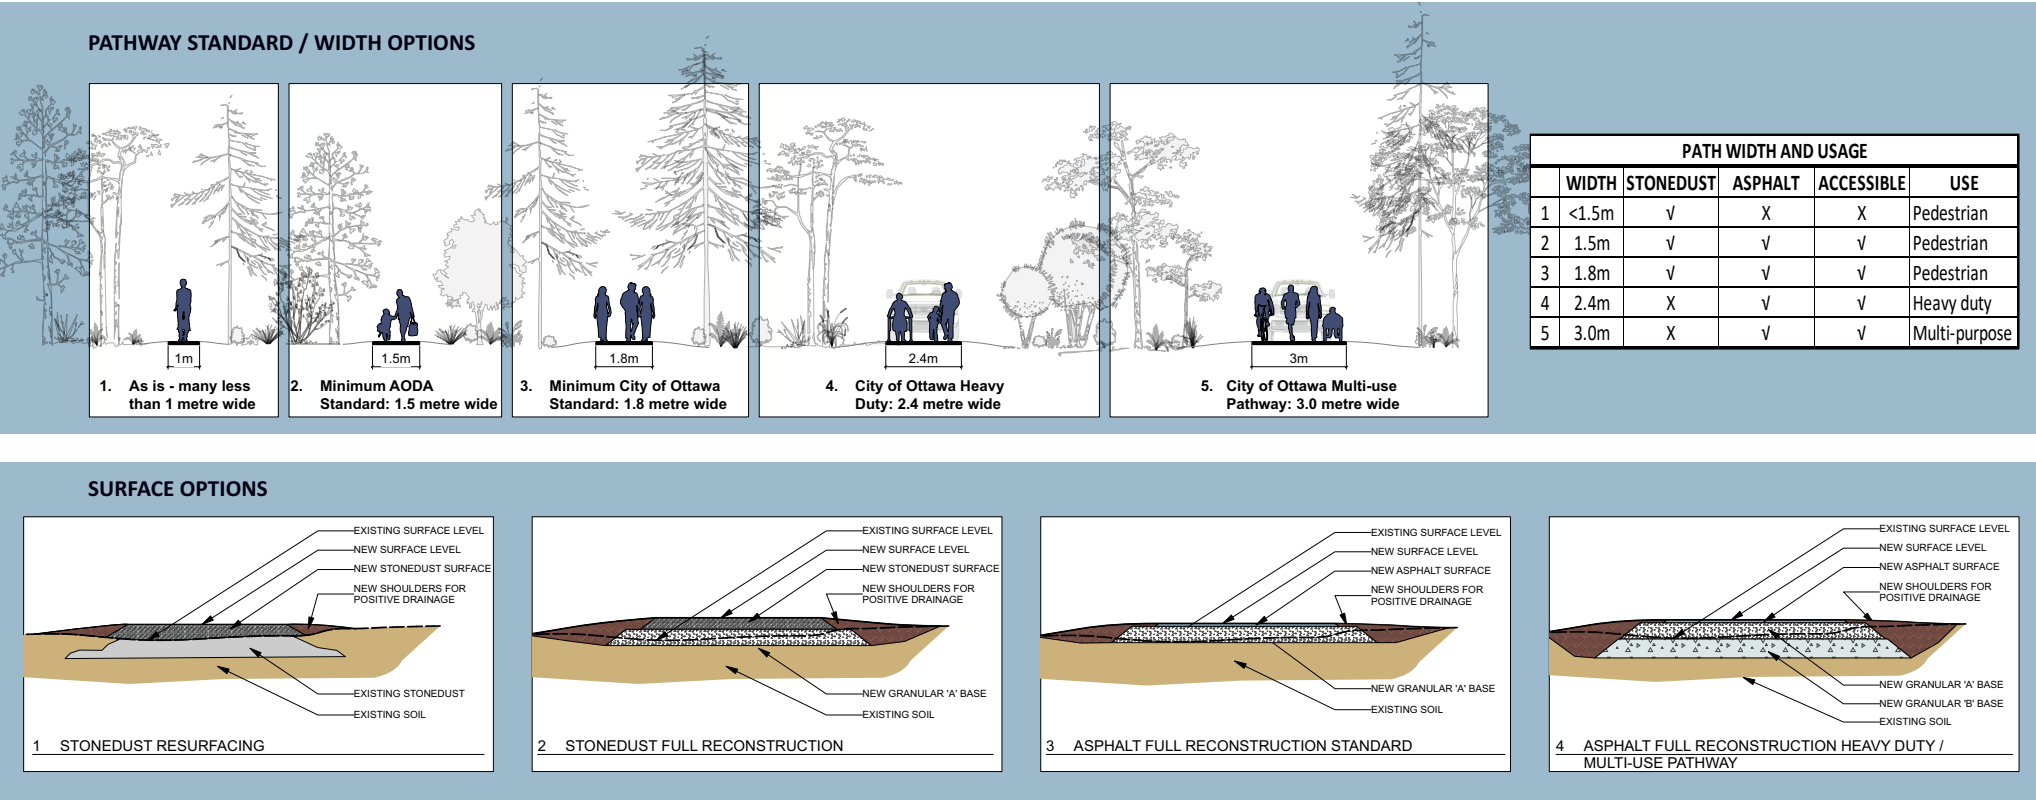 PATHWAY STANDARD / WIDTH OPTIONS
1m
1. As is - many less
than 1 metre wide
1.5m
2. Minimum AODA
Standard: 1.5 metre wide
1.8m
3. Minimum City of Ottawa
Standard: 1.8 metre wide
2.4m
4. City of Ottawa Heavy
Duty: 2.4 metre wide
3m
5. City of Ottawa Multi-use
Pathway: 3.0 metre wide
PATH WIDTH AND USAGE
WIDTH STONEDUST ASPHALT ACCESSIBLE USE
1 <1.5m √ X X Pedestrian
2 1.5m √ √ √ Pedestrian
3 1.8m √ √ √ Pedestrian
4 2.4m X √ √ Heavy duty
5 3.0m X √ √ Multi-purpose
SURFACE OPTIONS
EXISTING SURFACE LEVEL
NEW SURFACE LEVEL
NEW STONEDUST SURFACE
NEW SHOULDERS FOR
POSITIVE DRAINAGE
EXISTING STONEDUST
EXISTING SOIL
1 STONEDUST RESURFACING
EXISTING SURFACE LEVEL
NEW SURFACE LEVEL
NEW STONEDUST SURFACE
NEW SHOULDERS FOR
POSITIVE DRAINAGE
NEW GRANULAR 'A' BASE
EXISTING SOIL
2 STONEDUST FULL RECONSTRUCTION
EXISTING SURFACE LEVEL
NEW SURFACE LEVEL
NEW ASPHALT SURFACE
NEW SHOULDERS FOR
POSITIVE DRAINAGE
NEW GRANULAR 'A' BASE
EXISTING SOIL
3 ASPHALT FULL RECONSTRUCTION STANDARD
EXISTING SURFACE LEVEL
NEW SURFACE LEVEL
NEW ASPHALT SURFACE
NEW SHOULDERS FOR
POSITIVE DRAINAGE
NEW GRANULAR 'A' BASE
NEW GRANULAR 'B' BASE
EXISTING SOIL
4 ASPHALT FULL RECONSTRUCTION HEAVY DUTY /
MULTI-USE PATHWAY